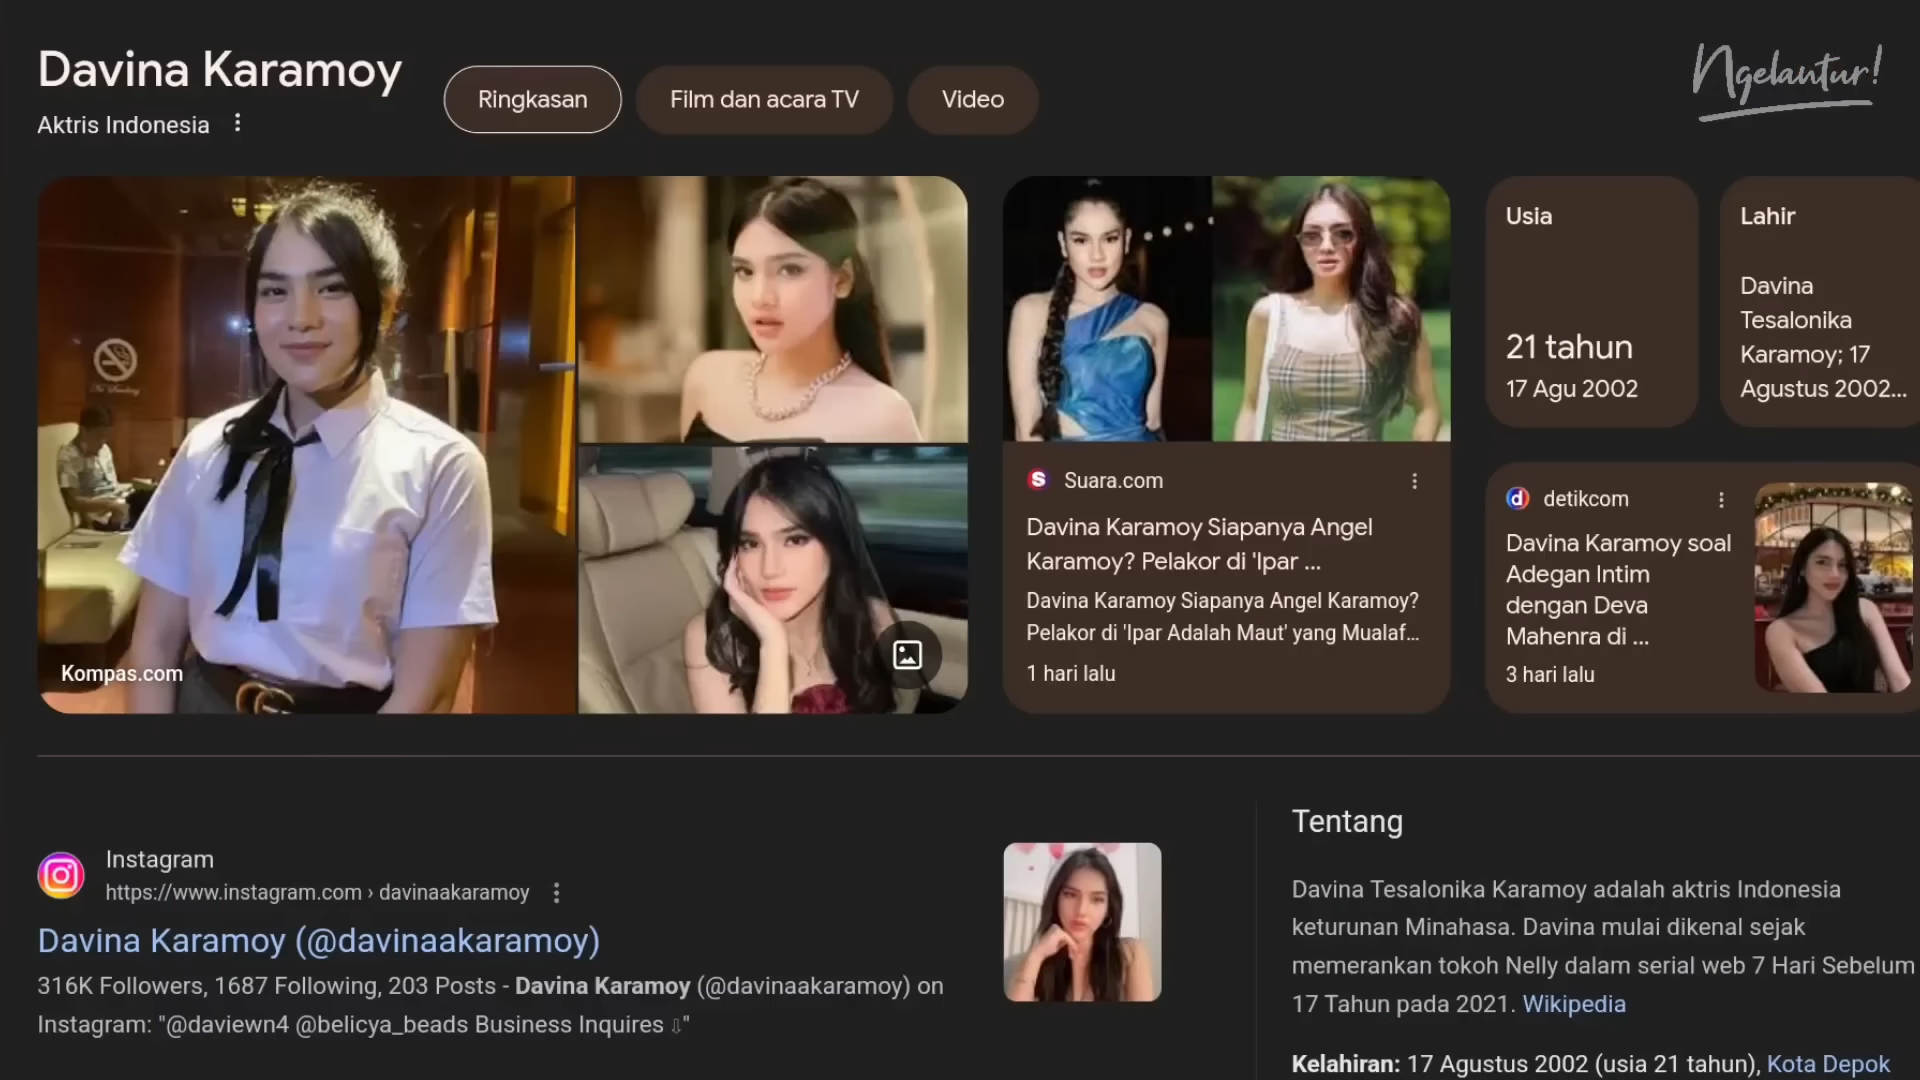 Davina Karamoy
Aktris Indonesia
Ringkasan
Film dan acara TV
Video
Ngelantur!
No Smoking
Kompas.com
Suara.com
Davina Karamoy Siapanya Angel
Karamoy? Pelakor di 'Ipar ...
Davina Karamoy Siapanya Angel Karamoy?
Pelakor di 'Ipar Adalah Maut' yang Mualaf...
1 hari lalu
Usia
21 tahun
17 Agu 2002
Lahir
Davina
Tesalonika
Karamoy; 17
Agustus 2002...
detikcom
Davina Karamoy soal
Adegan Intim
dengan Deva
Mahenra di ...
3 hari lalu
Instagram
https://www.instagram.com › davinaakaramoy
Davina Karamoy (@davinaakaramoy)
316K Followers, 1687 Following, 203 Posts - Davina Karamoy (@davinaakaramoy) on
Instagram: "@daviewn4 @belicya_beads Business Inquires ⇩"
Tentang
Davina Tesalonika Karamoy adalah aktris Indonesia
keturunan Minahasa. Davina mulai dikenal sejak
memerankan tokoh Nelly dalam serial web 7 Hari Sebelum
17 Tahun pada 2021. Wikipedia
Kelahiran: 17 Agustus 2002 (usia 21 tahun), Kota Depok